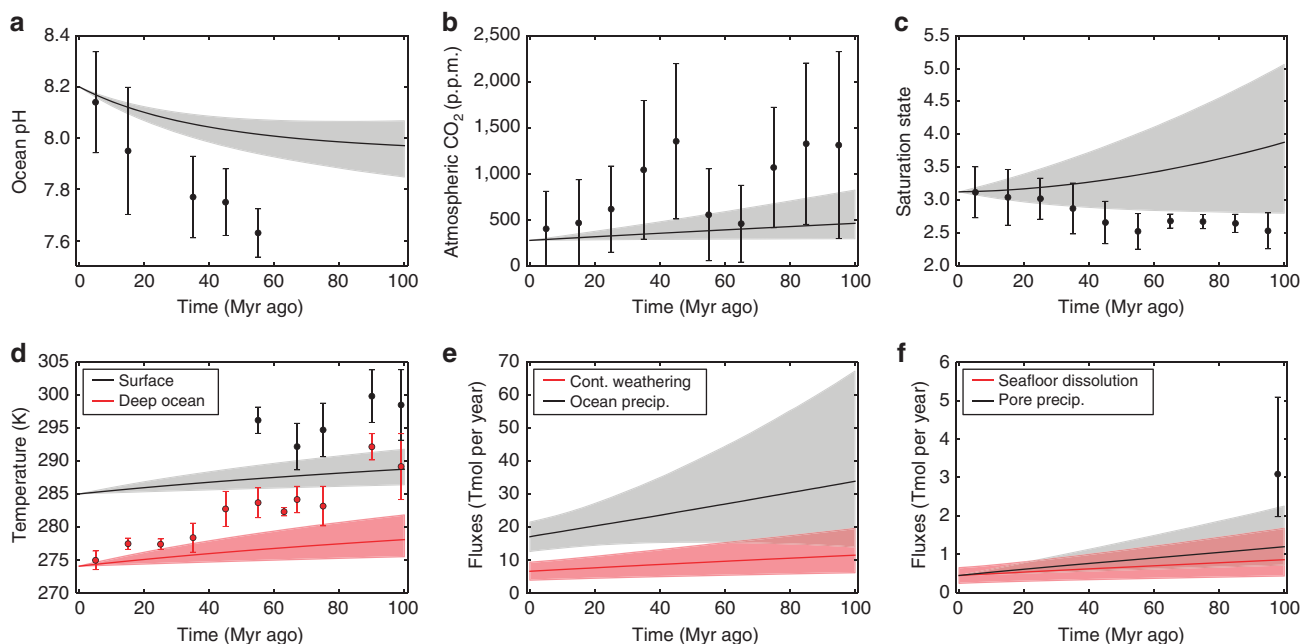 a
8.4
8.2
8.0
7.8
7.6
Ocean pH
0 20 40 60 80 100
Time (Myr ago)
b
2,500
2,000
1,500
1,000
500
0
Atmospheric CO2 (p.p.m.)
0 20 40 60 80 100
Time (Myr ago)
c
5.5
5.0
4.5
4.0
3.5
3.0
2.5
2.0
Saturation state
0 20 40 60 80 100
Time (Myr ago)
d
305
300
295
290
285
280
275
270
Temperature (K)
Surface
Deep ocean
0 20 40 60 80 100
Time (Myr ago)
e
70
60
50
40
30
20
10
0
Fluxes (Tmol per year)
Cont. weathering
Ocean precip.
0 20 40 60 80 100
Time (Myr ago)
f
6
5
4
3
2
1
0
Fluxes (Tmol per year)
Seafloor dissolution
Pore precip.
0 20 40 60 80 100
Time (Myr ago)